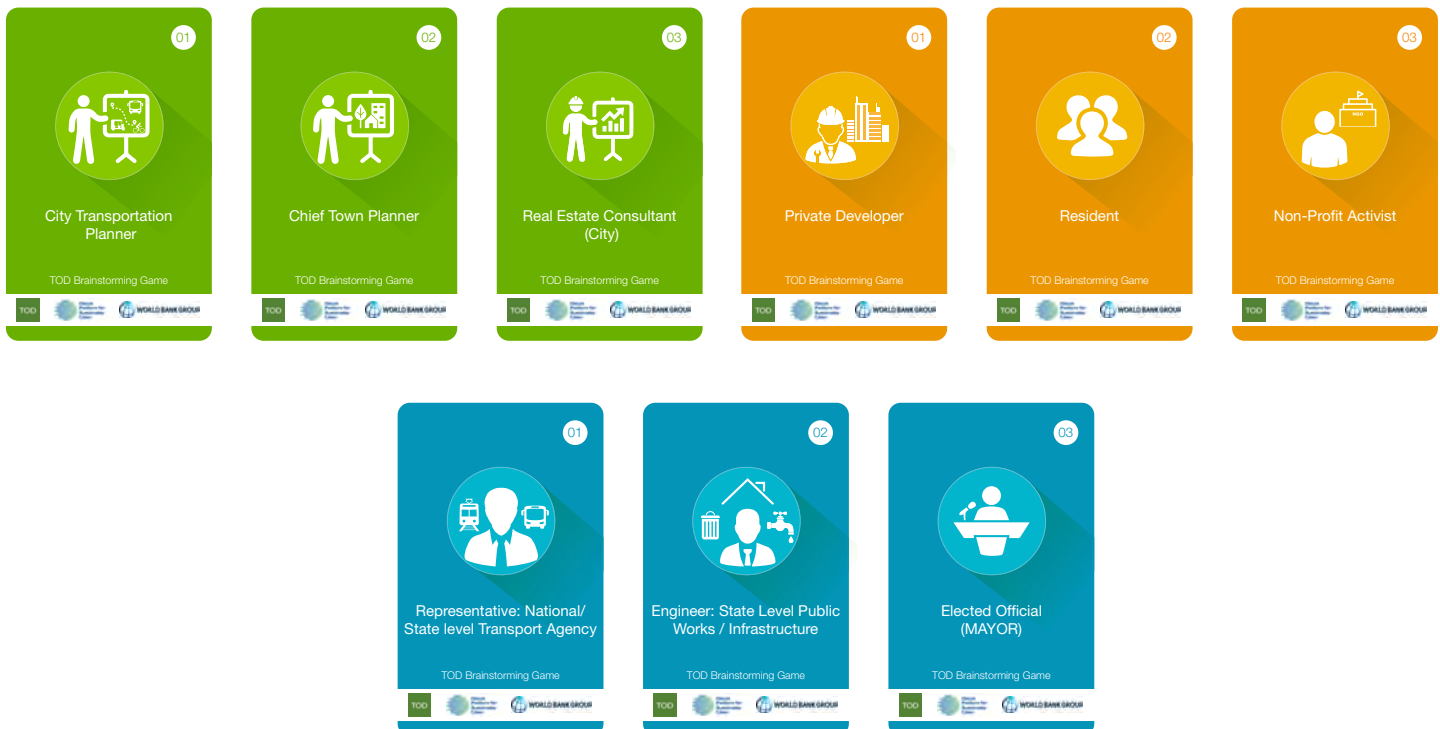 01
City Transportation
Planner
TOD Brainstorming Game
TOD
WORLD BANK GROUP
02
Chief Town Planner
TOD Brainstorming Game
TOD
WORLD BANK GROUP
03
Real Estate Consultant
(City)
TOD Brainstorming Game
TOD
WORLD BANK GROUP
01
Private Developer
TOD Brainstorming Game
TOD
WORLD BANK GROUP
02
Resident
TOD Brainstorming Game
TOD
WORLD BANK GROUP
03
NGO
Non-Profit Activist
TOD Brainstorming Game
TOD
WORLD BANK GROUP
01
Representative: National/
State level Transport Agency
TOD Brainstorming Game
TOD
WORLD BANK GROUP
02
Engineer: State Level Public
Works / Infrastructure
TOD Brainstorming Game
TOD
WORLD BANK GROUP
03
Elected Official
(MAYOR)
TOD Brainstorming Game
TOD
WORLD BANK GROUP